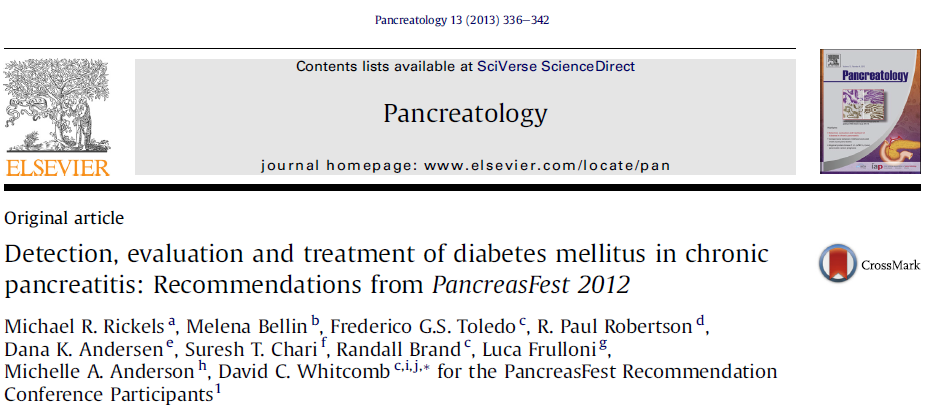 Pancreatology 13 (2013) 336–342
Contents lists available at SciVerse ScienceDirect
Pancreatology
journal homepage: www.elsevier.com/locate/pan
ELSEVIER
Pancreatology
iap
Original article
Detection, evaluation and treatment of diabetes mellitus in chronic
pancreatitis: Recommendations from PancreasFest 2012
CrossMark
Michael R. Rickels a, Melena Bellin b, Frederico G.S. Toledo c, R. Paul Robertson d,
Dana K. Andersen e, Suresh T. Chari f, Randall Brand c, Luca Frulloni g,
Michelle A. Anderson h, David C. Whitcomb c,i,j,* for the PancreasFest Recommendation
Conference Participants1